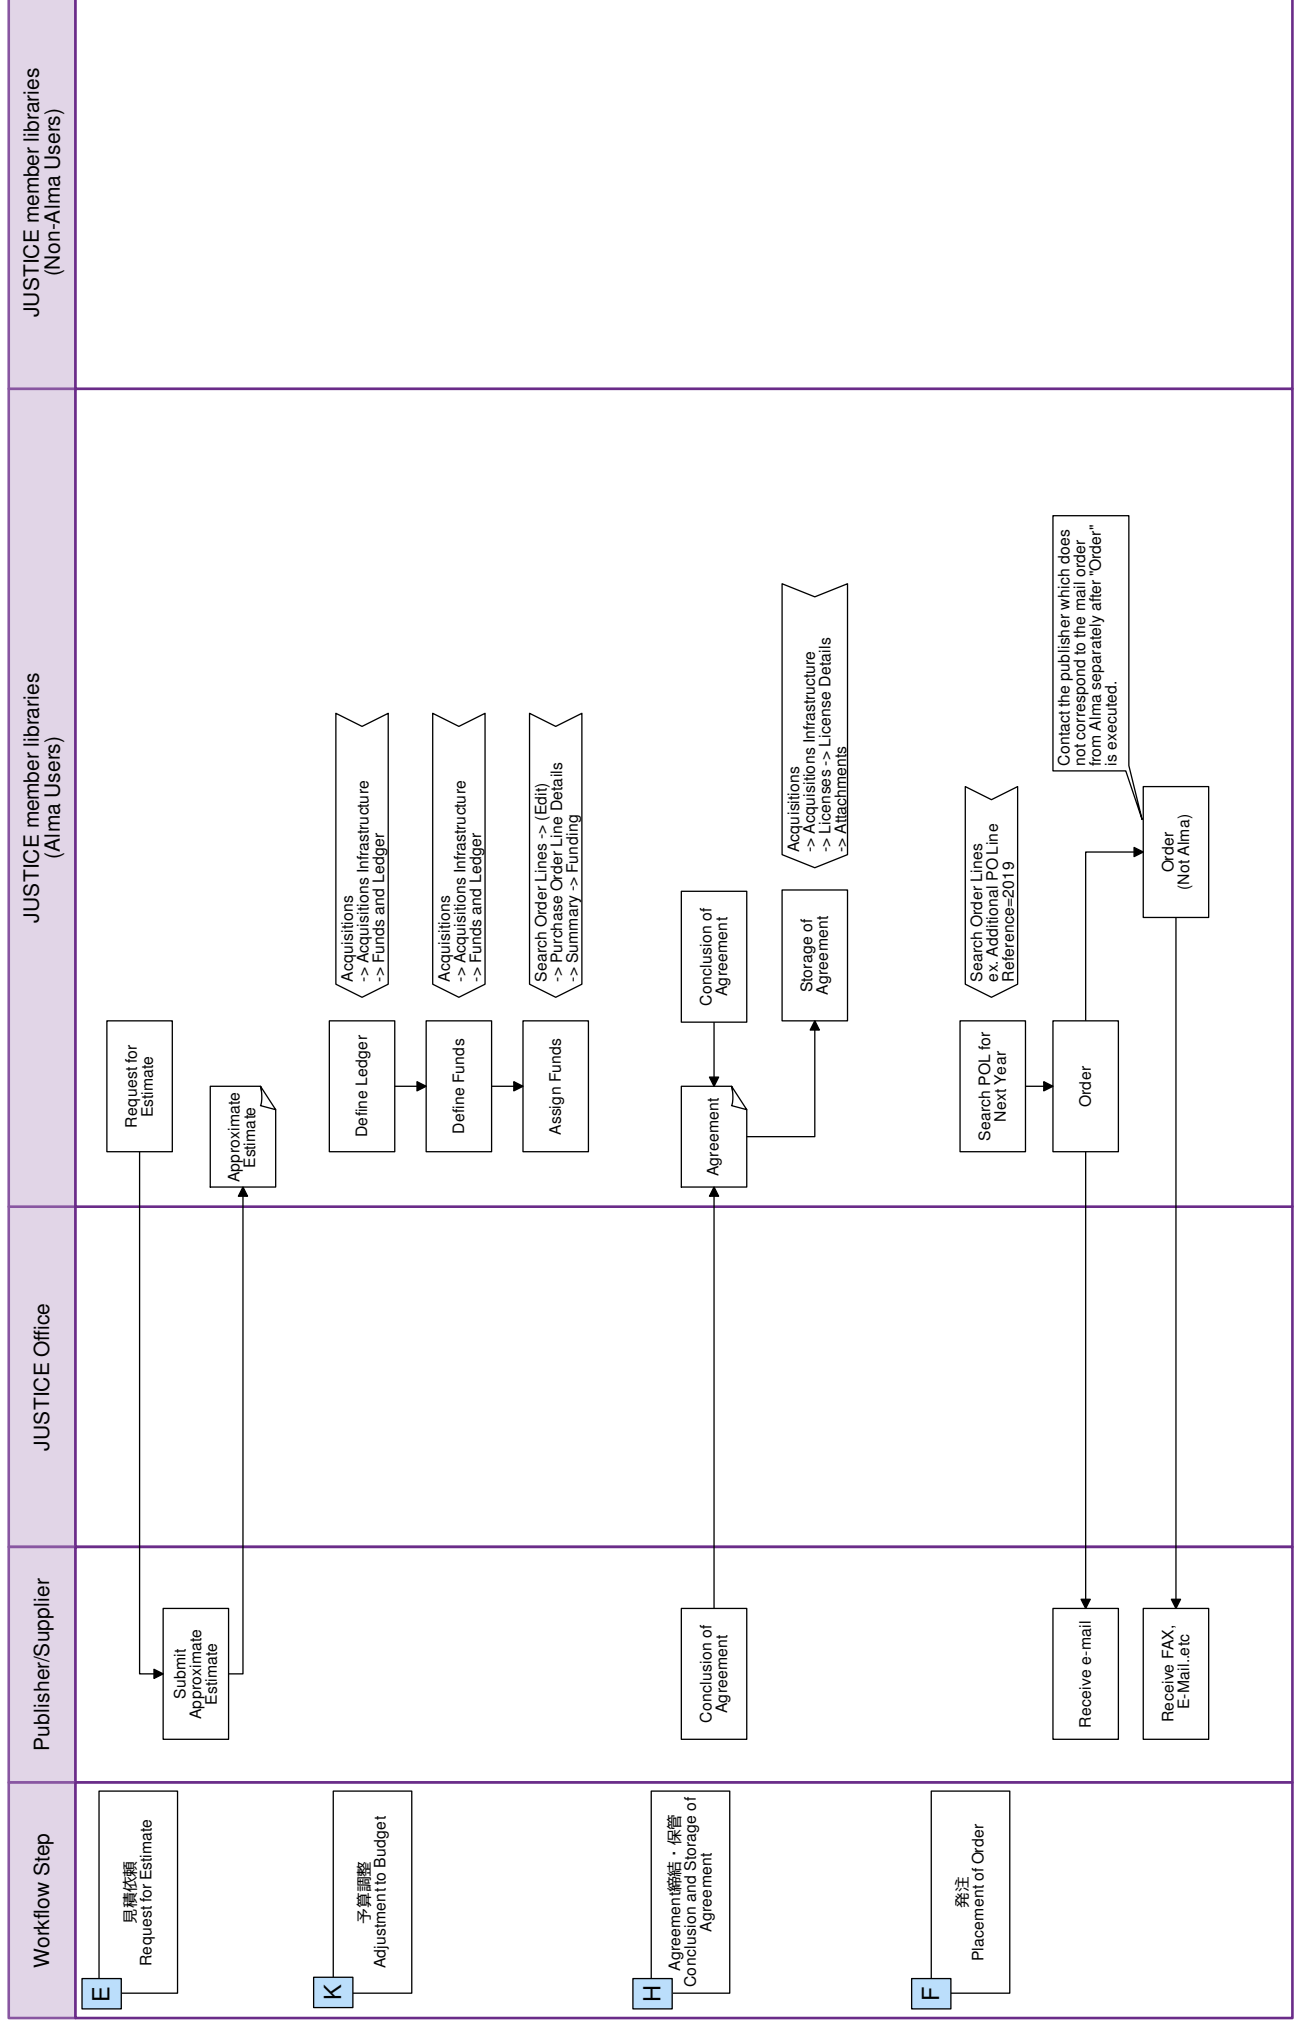 Workflow Step
Publisher/Supplier
JUSTICE Office
JUSTICE member libraries
(Alma Users)
JUSTICE member libraries
(Non-Alma Users)
E
見積依頼
Request for Estimate
Submit
Approximate
Estimate
Request for
Estimate
Approximate
Estimate
K
予算調整
Adjustment to Budget
Define Ledger
Acquisitions
-> Acquisitions Infrastructure
-> Funds and Ledger
Define Funds
Acquisitions
-> Acquisitions Infrastructure
-> Funds and Ledger
Assign Funds
Search Order Lines -> (Edit)
-> Purchase Order Line Details
-> Summary -> Funding
H
Agreement締結・保管
Conclusion and Storage of
Agreement
Conclusion of
Agreement
Agreement
Conclusion of
Agreement
Storage of
Agreement
Acquisitions
-> Acquisitions Infrastructure
-> Licenses -> License Details
-> Attachments
F
発注
Placement of Order
Search POL for
Next Year
Search Order Lines
ex. Additional PO Line
Reference=2019
Receive e-mail
Order
Receive FAX,
E-Mail..etc
Order
(Not Alma)
Contact the publisher which does
not correspond to the mail order
from Alma separately after "Order"
is executed.